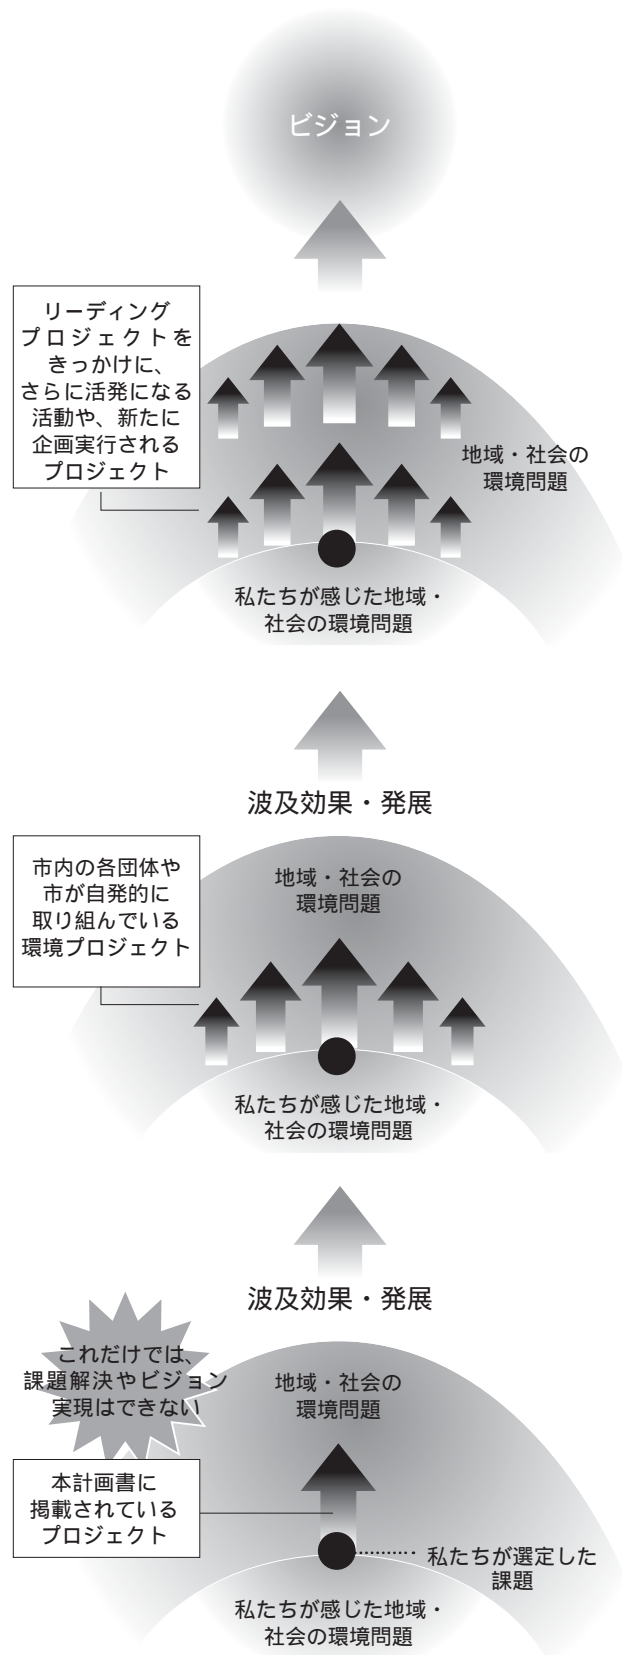 ビジョン
リーディング
プロジェクトを
きっかけに、
さらに活発になる
活動や、新たに
企画実行される
プロジェクト
地域・社会の
環境問題
私たちが感じた地域・
社会の環境問題
波及効果・発展
市内の各団体や
市が自発的に
取り組んでいる
環境プロジェクト
地域・社会の
環境問題
私たちが感じた地域・
社会の環境問題
波及効果・発展
これだけでは、
課題解決やビジョン
実現はできない
地域・社会の
環境問題
本計画書に
掲載されている
プロジェクト
私たちが選定した
課題
私たちが感じた地域・
社会の環境問題